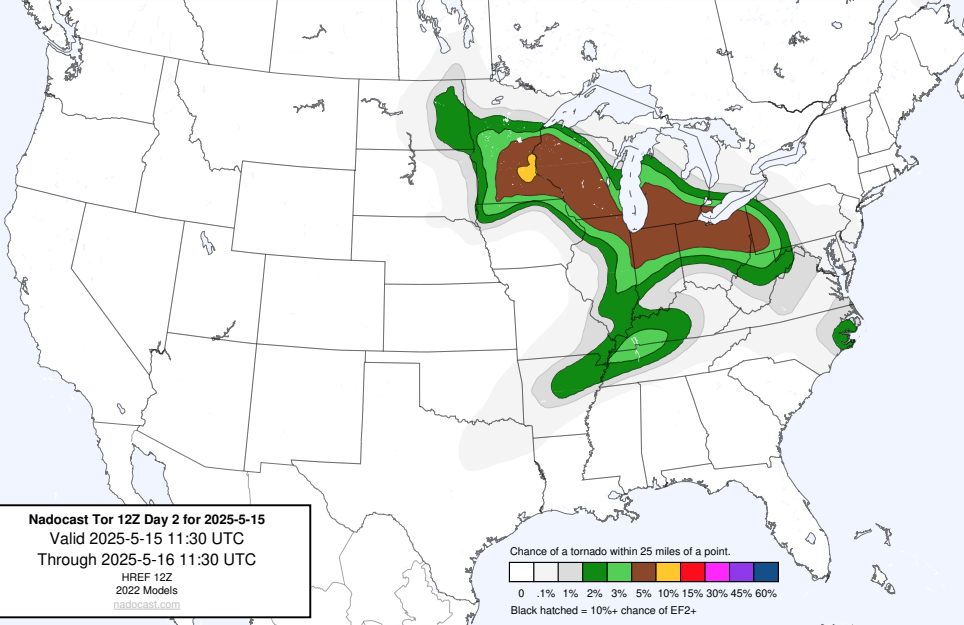 Nadocast Tor 12Z Day 2 for 2025-5-15
Valid 2025-5-15 11:30 UTC
Through 2025-5-16 11:30 UTC
HREF 12Z
2022 Models
nadocast.com
Chance of a tornado within 25 miles of a point.
0 .1% 1% 2% 3% 5% 10% 15% 30% 45% 60%
Black hatched = 10%+ chance of EF2+